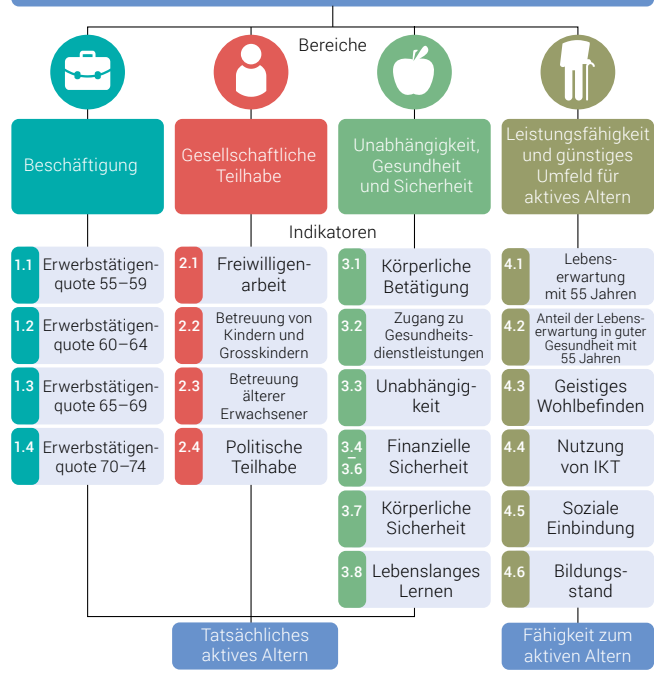 Bereiche
Beschäftigung
Gesellschaftliche
Teilhabe
Unabhängigkeit,
Gesundheit
und Sicherheit
Leistungsfähigkeit
und günstiges
Umfeld für
aktives Altern
Indikatoren
1.1
Erwerbstätigen-
quote 55–59
1.2
Erwerbstätigen-
quote 60–64
1.3
Erwerbstätigen-
quote 65–69
1.4
Erwerbstätigen-
quote 70–74
2.1
Freiwilligen-
arbeit
2.2
Betreuung von
Kindern und
Grosskindern
2.3
Betreuung
älterer
Erwachsener
2.4
Politische
Teilhabe
3.1
Körperliche
Betätigung
3.2
Zugang zu
Gesundheits-
dienstleistungen
3.3
Unabhängig-
keit
3.4
–
3.6
Finanzielle
Sicherheit
3.7
Körperliche
Sicherheit
3.8
Lebenslanges
Lernen
4.1
Lebens-
erwartung
mit 55 Jahren
4.2
Anteil der Lebens-
erwartung in guter
Gesundheit mit
55 Jahren
4.3
Geistiges
Wohlbefinden
4.4
Nutzung
von IKT
4.5
Soziale
Einbindung
4.6
Bildungs-
stand
Tatsächliches
aktives Altern
Fähigkeit zum
aktiven Altern